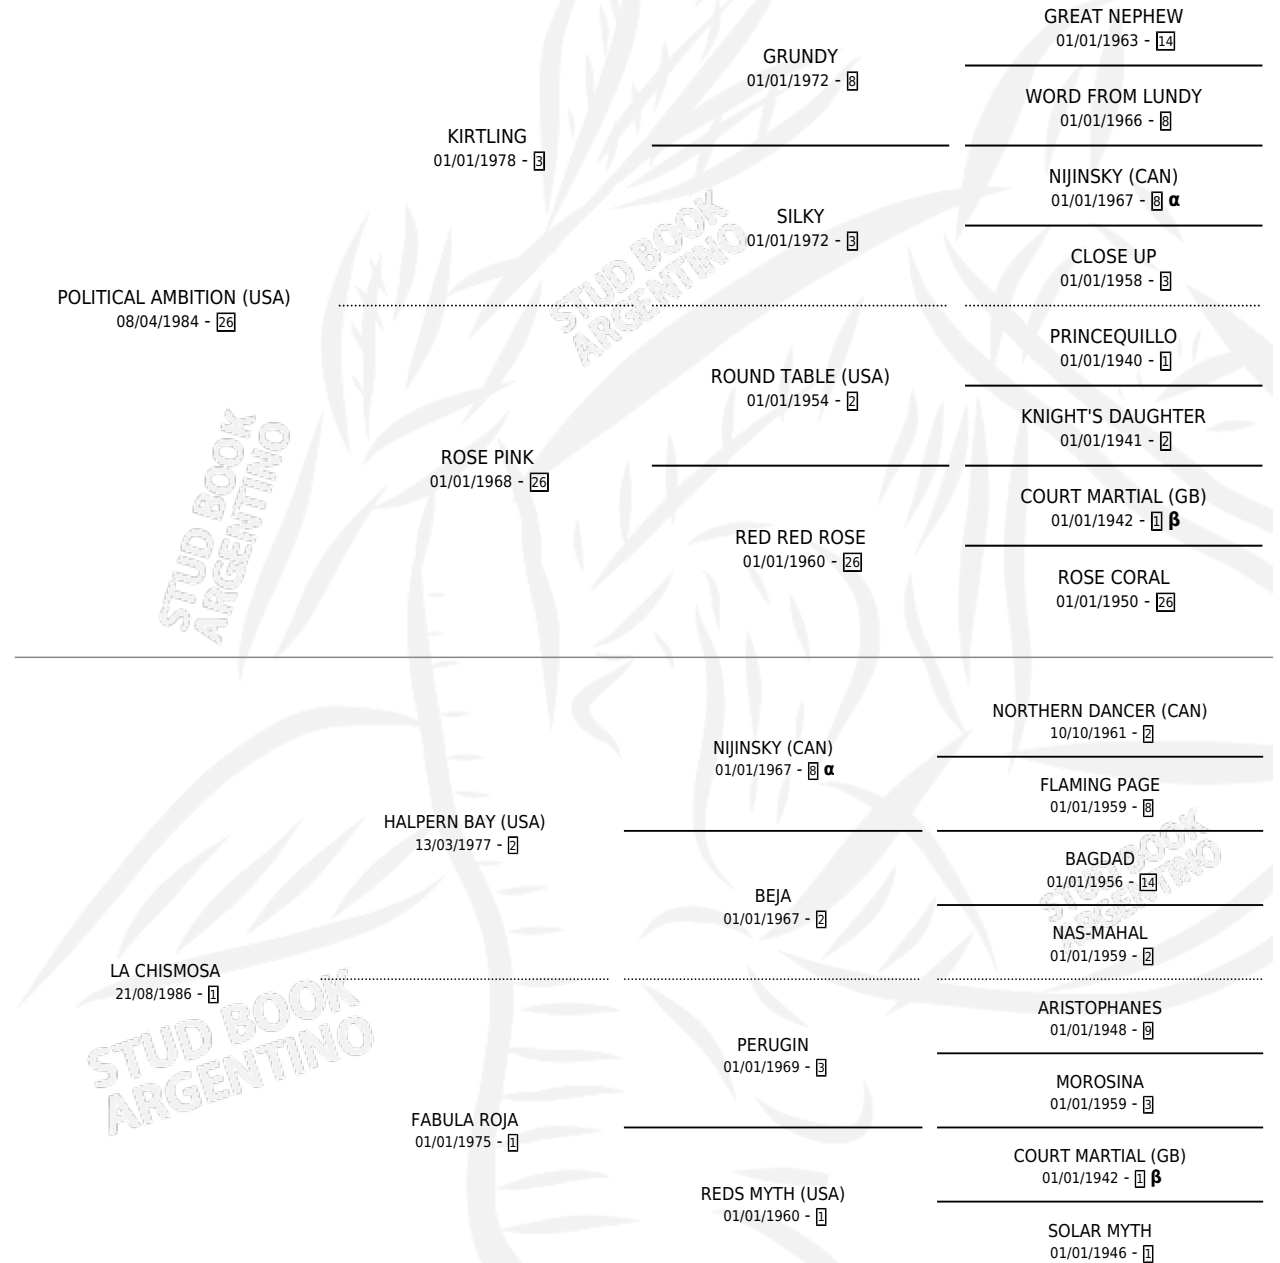 GREAT NEPHEW
01/01/1963 - 14
GRUNDY
01/01/1972 - 8
WORD FROM LUNDY
01/01/1966 - 8
KIRTLING
01/01/1978 - 3
NIJINSKY (CAN)
01/01/1967 - 8 α
SILKY
01/01/1972 - 3
CLOSE UP
01/01/1958 - 3
POLITICAL AMBITION (USA)
08/04/1984 - 26
PRINCEQUILLO
01/01/1940 - 1
ROUND TABLE (USA)
01/01/1954 - 2
KNIGHT'S DAUGHTER
01/01/1941 - 2
ROSE PINK
01/01/1968 - 26
COURT MARTIAL (GB)
01/01/1942 - 1 β
RED RED ROSE
01/01/1960 - 26
ROSE CORAL
01/01/1950 - 26
NORTHERN DANCER (CAN)
10/10/1961 - 2
NIJINSKY (CAN)
01/01/1967 - 8 α
FLAMING PAGE
01/01/1959 - 8
HALPERN BAY (USA)
13/03/1977 - 2
BAGDAD
01/01/1956 - 14
BEJA
01/01/1967 - 2
NAS-MAHAL
01/01/1959 - 2
LA CHISMOSA
21/08/1986 - 1
ARISTOPHANES
01/01/1948 - 9
PERUGIN
01/01/1969 - 3
MOROSINA
01/01/1959 - 3
FABULA ROJA
01/01/1975 - 1
COURT MARTIAL (GB)
01/01/1942 - 1 β
REDS MYTH (USA)
01/01/1960 - 1
SOLAR MYTH
01/01/1946 - 1
STUD BOOK
ARGENTINO
STUD BOOK
ARGENTINO
STUD BOOK
ARGENTINO
STUD BOOK
ARGENTINO